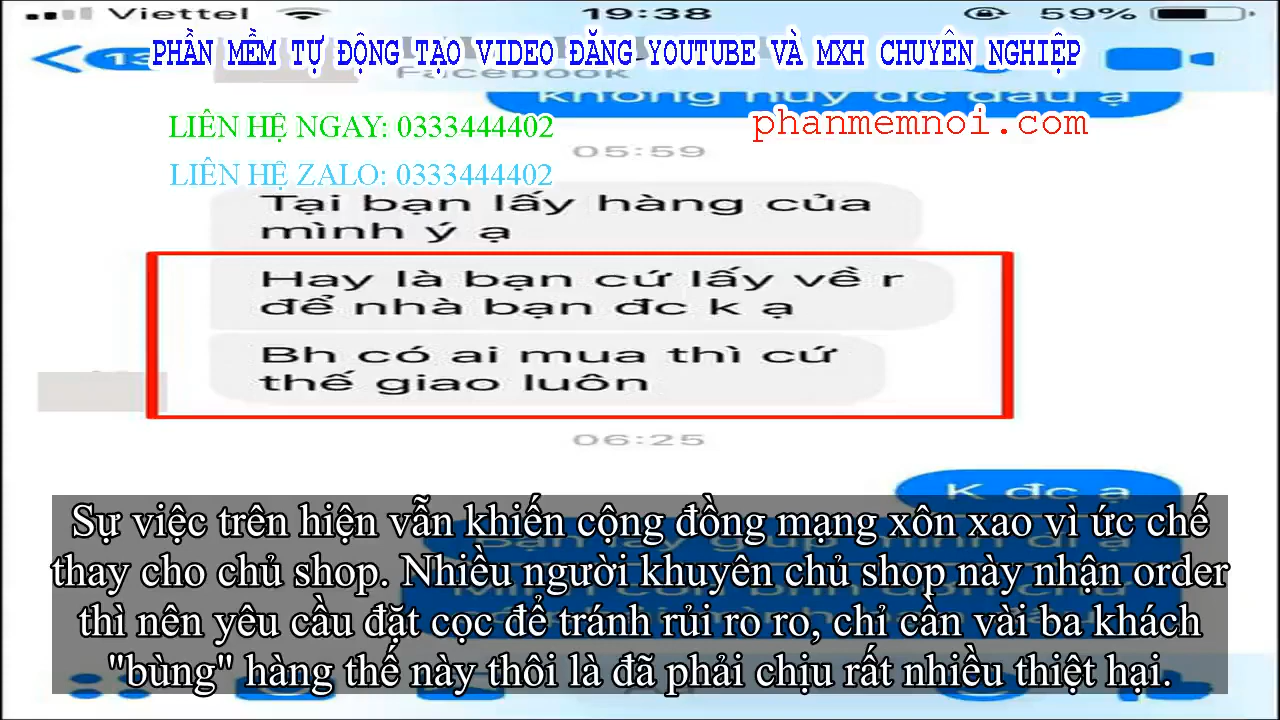 Viettel 19:38 59%
PHẦN MỀM TỰ ĐỘNG TẠO VIDEO ĐĂNG YOUTUBE VÀ MXH CHUYÊN NGHIỆP
Facebook
không hủy đc đâu ạ
LIÊN HỆ NGAY: 0333444402
phanmemnoi.com
05:59
LIÊN HỆ ZALO: 0333444402
Tại bạn lấy hàng của
mình ý ạ
Hay là bạn cứ lấy về r
để nhà bạn đc k ạ
Bh có ai mua thì cứ
thế giao luôn
06:25
K đc ạ
Sự việc trên hiện vẫn khiến cộng đồng mạng xôn xao vì ức chế
thay cho chủ shop. Nhiều người khuyên chủ shop này nhận order
thì nên yêu cầu đặt cọc để tránh rủi ro ro, chỉ cần vài ba khách
"bùng" hàng thế này thôi là đã phải chịu rất nhiều thiệt hại.